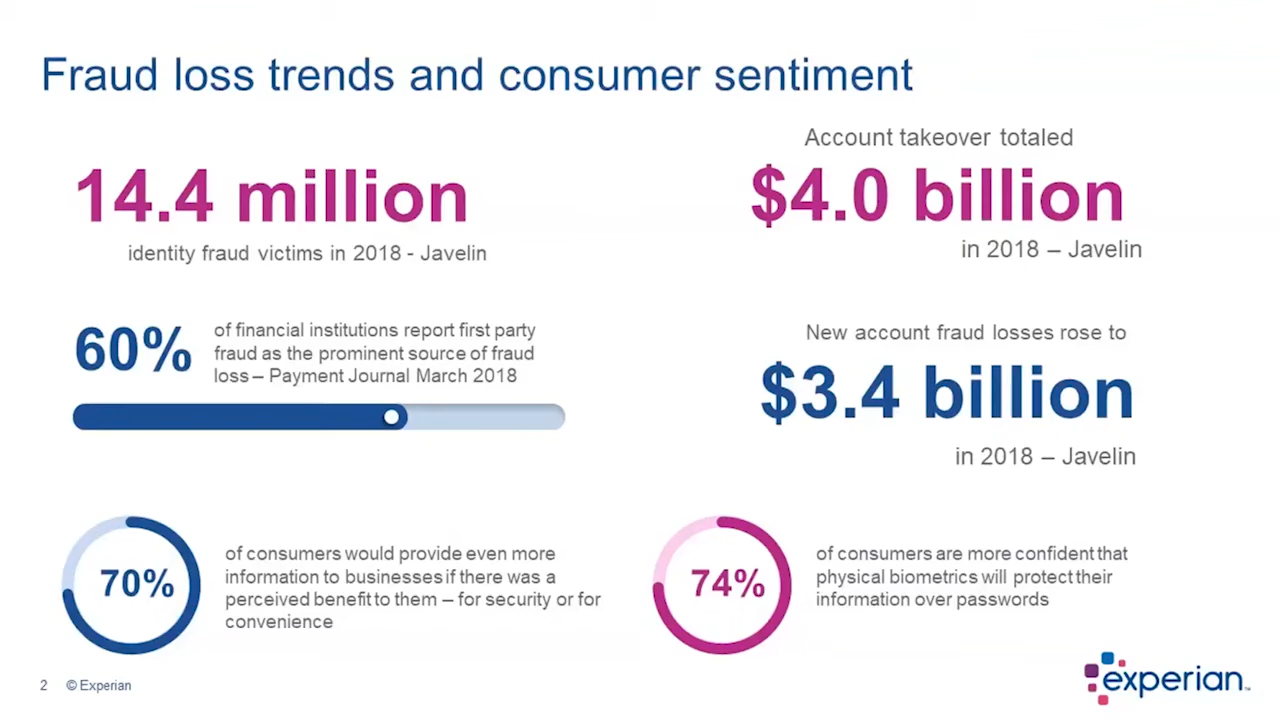 Fraud loss trends and consumer sentiment
14.4 million
identity fraud victims in 2018 - Javelin
Account takeover totaled
$4.0 billion
in 2018 – Javelin
60%
of financial institutions report first party
fraud as the prominent source of fraud
loss – Payment Journal March 2018
New account fraud losses rose to
$3.4 billion
in 2018 – Javelin
70%
of consumers would provide even more
information to businesses if there was a
perceived benefit to them – for security or for
convenience
74%
of consumers are more confident that
physical biometrics will protect their
information over passwords
2 © Experian
experian™